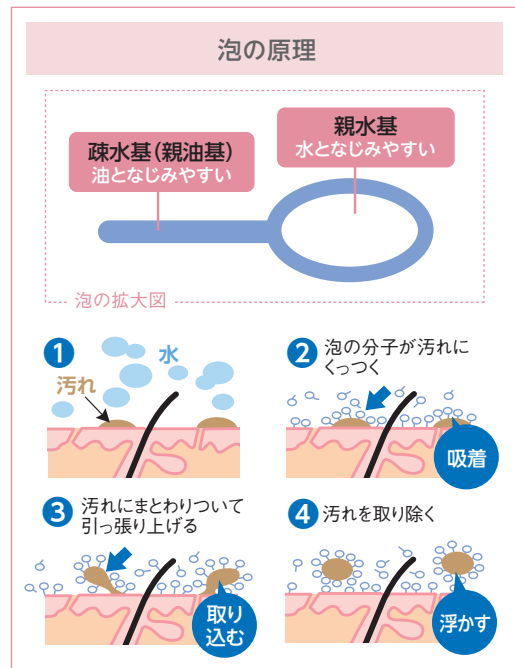 泡の原理
疎水基(親油基)
油となじみやすい
親水基
水となじみやすい
泡の拡大図
1
水
汚れ
2 泡の分子が汚れに
くっつく
吸着
3 汚れにまとわりついて
引っ張り上げる
取り
込む
4 汚れを取り除く
浮かす